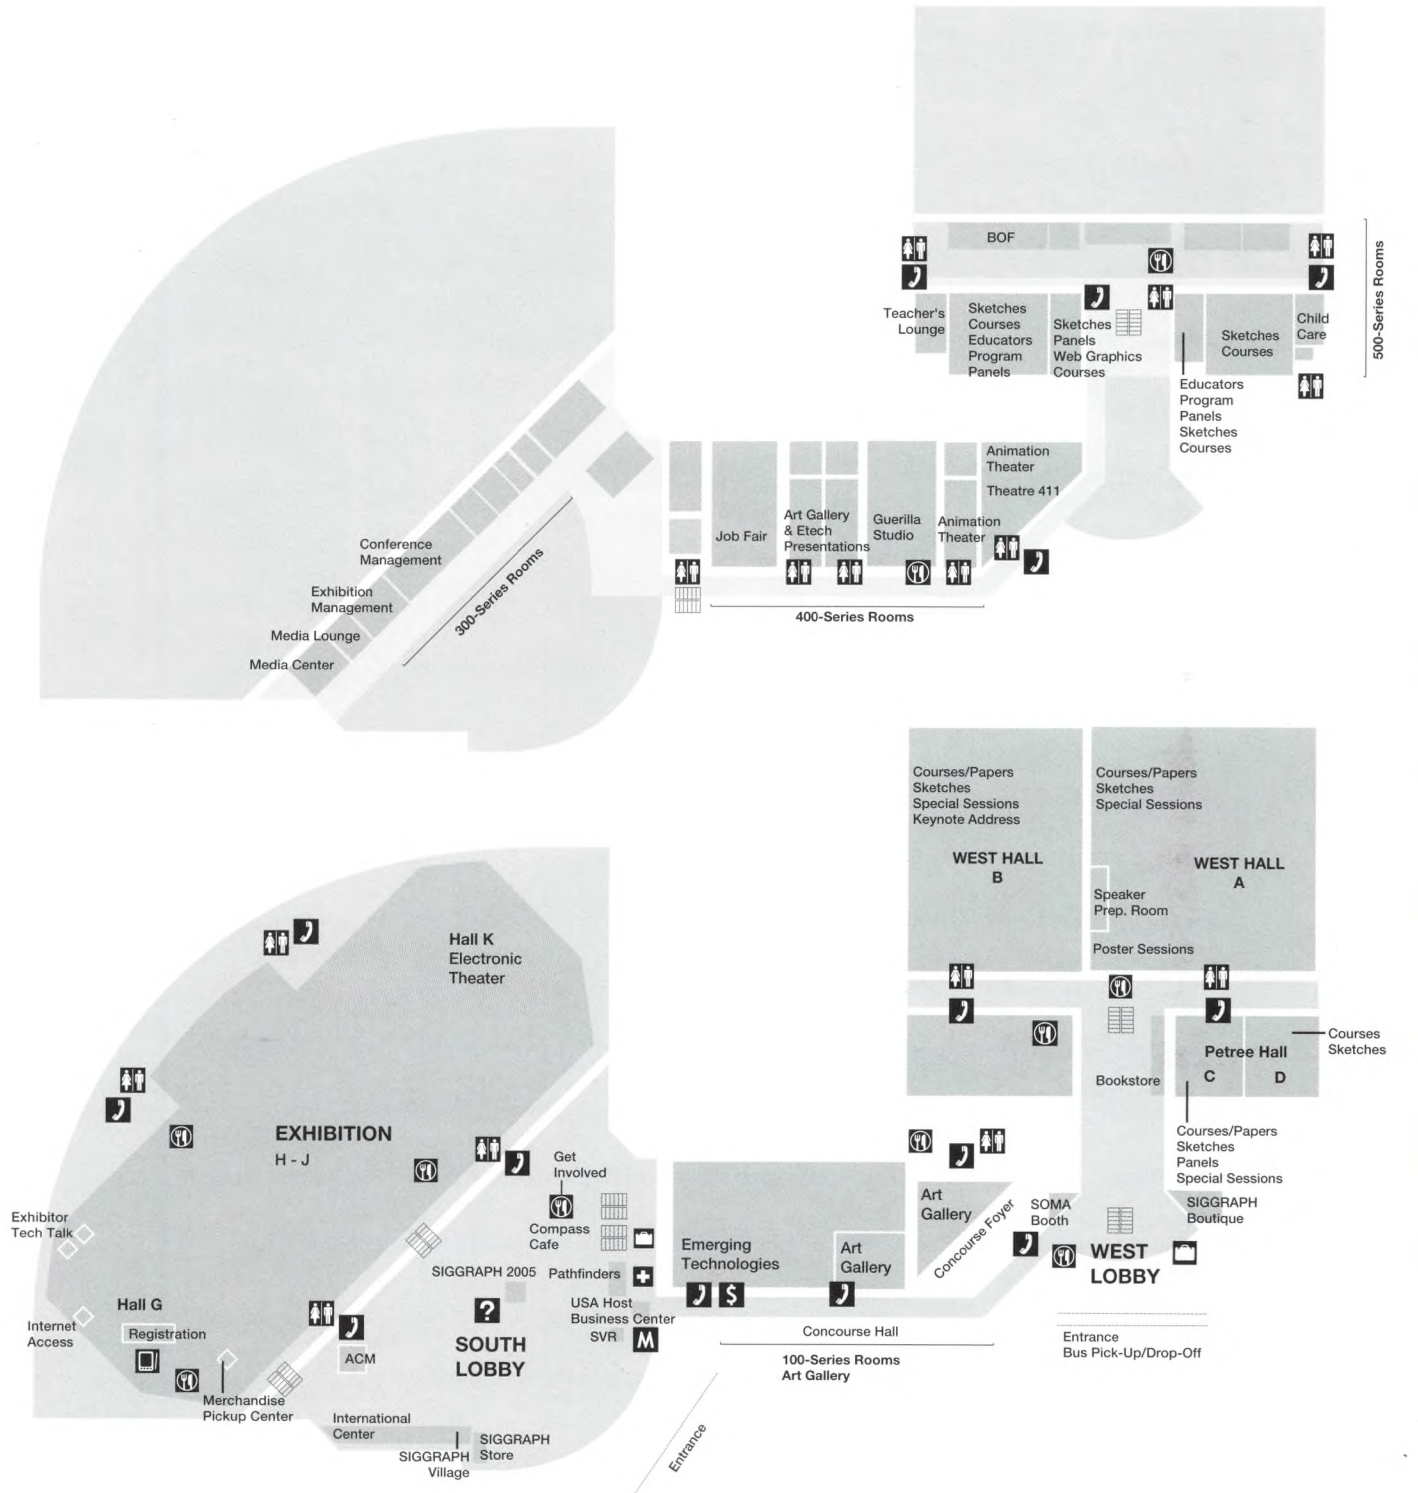 BOF
500-Series Rooms
Teacher's
Lounge
Sketches
Courses
Educators
Program
Panels
Sketches
Panels
Web Graphics
Courses
Sketches
Courses
Child
Care
Educators
Program
Panels
Sketches
Courses
Animation
Theater
Theatre 411
Job Fair
Art Gallery
& Etech
Presentations
Guerilla
Studio
Animation
Theater
400-Series Rooms
Conference
Management
Exhibition
Management
Media Lounge
Media Center
300-Series Rooms
Courses/Papers
Sketches
Special Sessions
Keynote Address
WEST HALL
B
Courses/Papers
Sketches
Special Sessions
WEST HALL
A
Speaker
Prep. Room
Poster Sessions
Courses
Sketches
Petree Hall
C
D
Bookstore
Courses/Papers
Sketches
Panels
Special Sessions
SIGGRAPH
Boutique
SOMA
Booth
WEST
LOBBY
Entrance
Bus Pick-Up/Drop-Off
Concourse Foyer
Art
Gallery
Art
Gallery
Emerging
Technologies
$
Concourse Hall
100-Series Rooms
Art Gallery
Entrance
Hall K
Electronic
Theater
EXHIBITION
H - J
Get
Involved
Compass
Cafe
SIGGRAPH 2005
Pathfinders
USA Host
Business Center
SVR
M
?
SOUTH
LOBBY
Exhibitor
Tech Talk
Internet
Access
Hall G
Registration
ACM
Merchandise
Pickup Center
International
Center
SIGGRAPH
Village
SIGGRAPH
Store